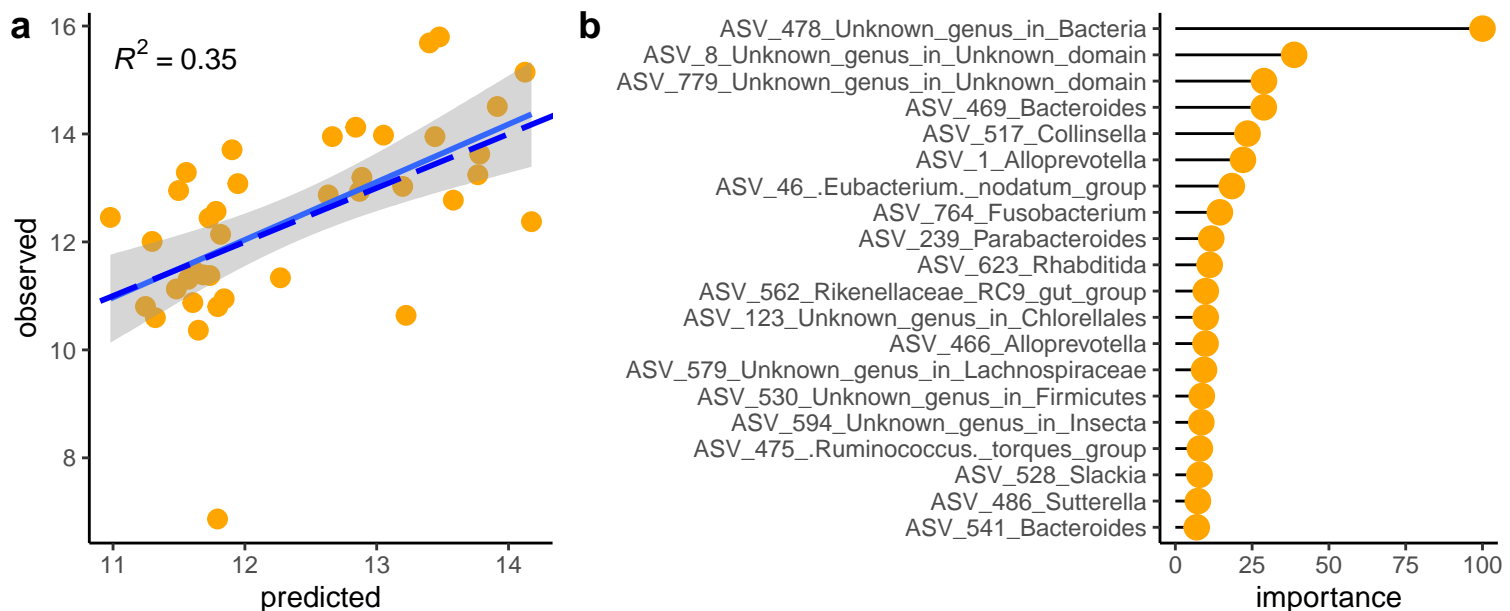 a
R² = 0.35
observed
16
14
12
10
8
11 12 13 14
predicted
b
ASV_478_Unknown_genus_in_Bacteria
ASV_8_Unknown_genus_in_Unknown_domain
ASV_779_Unknown_genus_in_Unknown_domain
ASV_469_Bacteroides
ASV_517_Collinsella
ASV_1_Alloprevotella
ASV_46_.Eubacterium._nodatum_group
ASV_764_Fusobacterium
ASV_239_Parabacteroides
ASV_623_Rhabditida
ASV_562_Rikenellaceae_RC9_gut_group
ASV_123_Unknown_genus_in_Chlorellales
ASV_466_Alloprevotella
ASV_579_Unknown_genus_in_Lachnospiraceae
ASV_530_Unknown_genus_in_Firmicutes
ASV_594_Unknown_genus_in_Insecta
ASV_475_.Ruminococcus._torques_group
ASV_528_Slackia
ASV_486_Sutterella
ASV_541_Bacteroides
0 25 50 75 100
importance